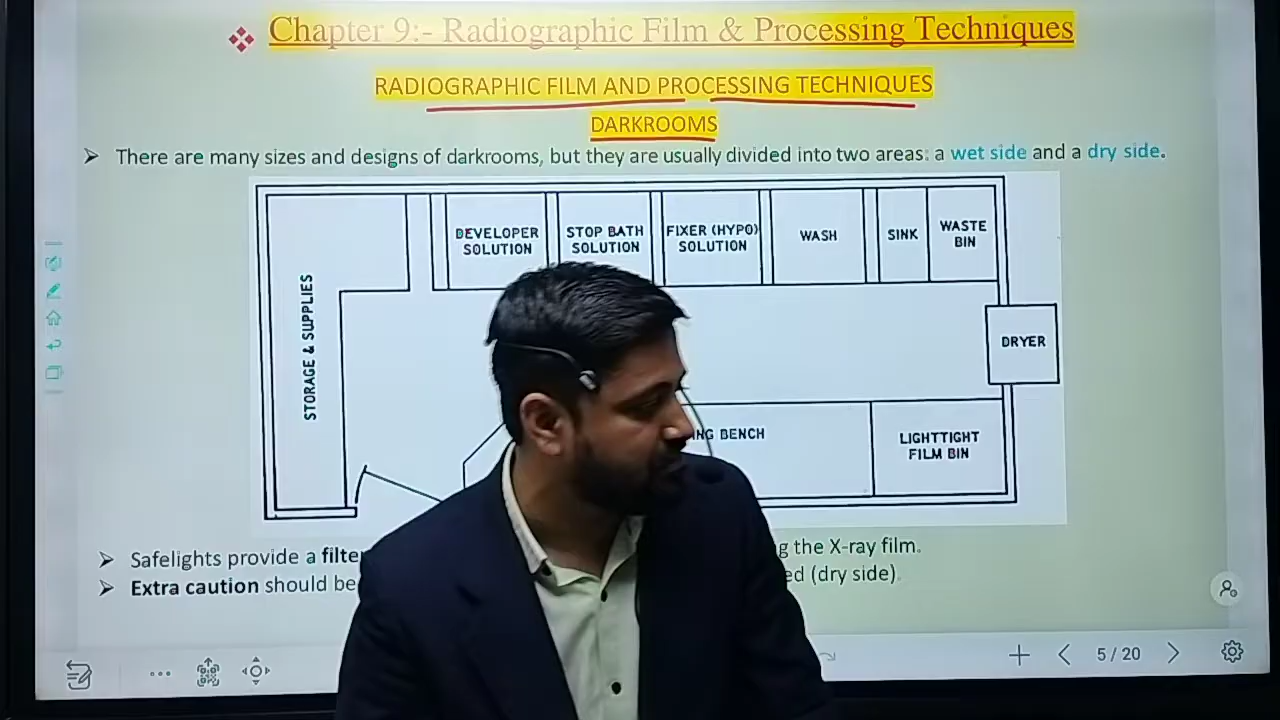 ❖ Chapter 9:- Radiographic Film & Processing Techniques
RADIOGRAPHIC FILM AND PROCESSING TECHNIQUES
DARKROOMS
➢ There are many sizes and designs of darkrooms, but they are usually divided into two areas: a wet side and a dry side.
DEVELOPER
SOLUTION
STOP BATH
SOLUTION
FIXER (HYPO)
SOLUTION
WASH
SINK
WASTE
BIN
STORAGE & SUPPLIES
DRYER
BENCH
LIGHTTIGHT
FILM BIN
➢ Safelights provide a the X-ray film.
➢ Extra caution should be (dry side).
5 / 20